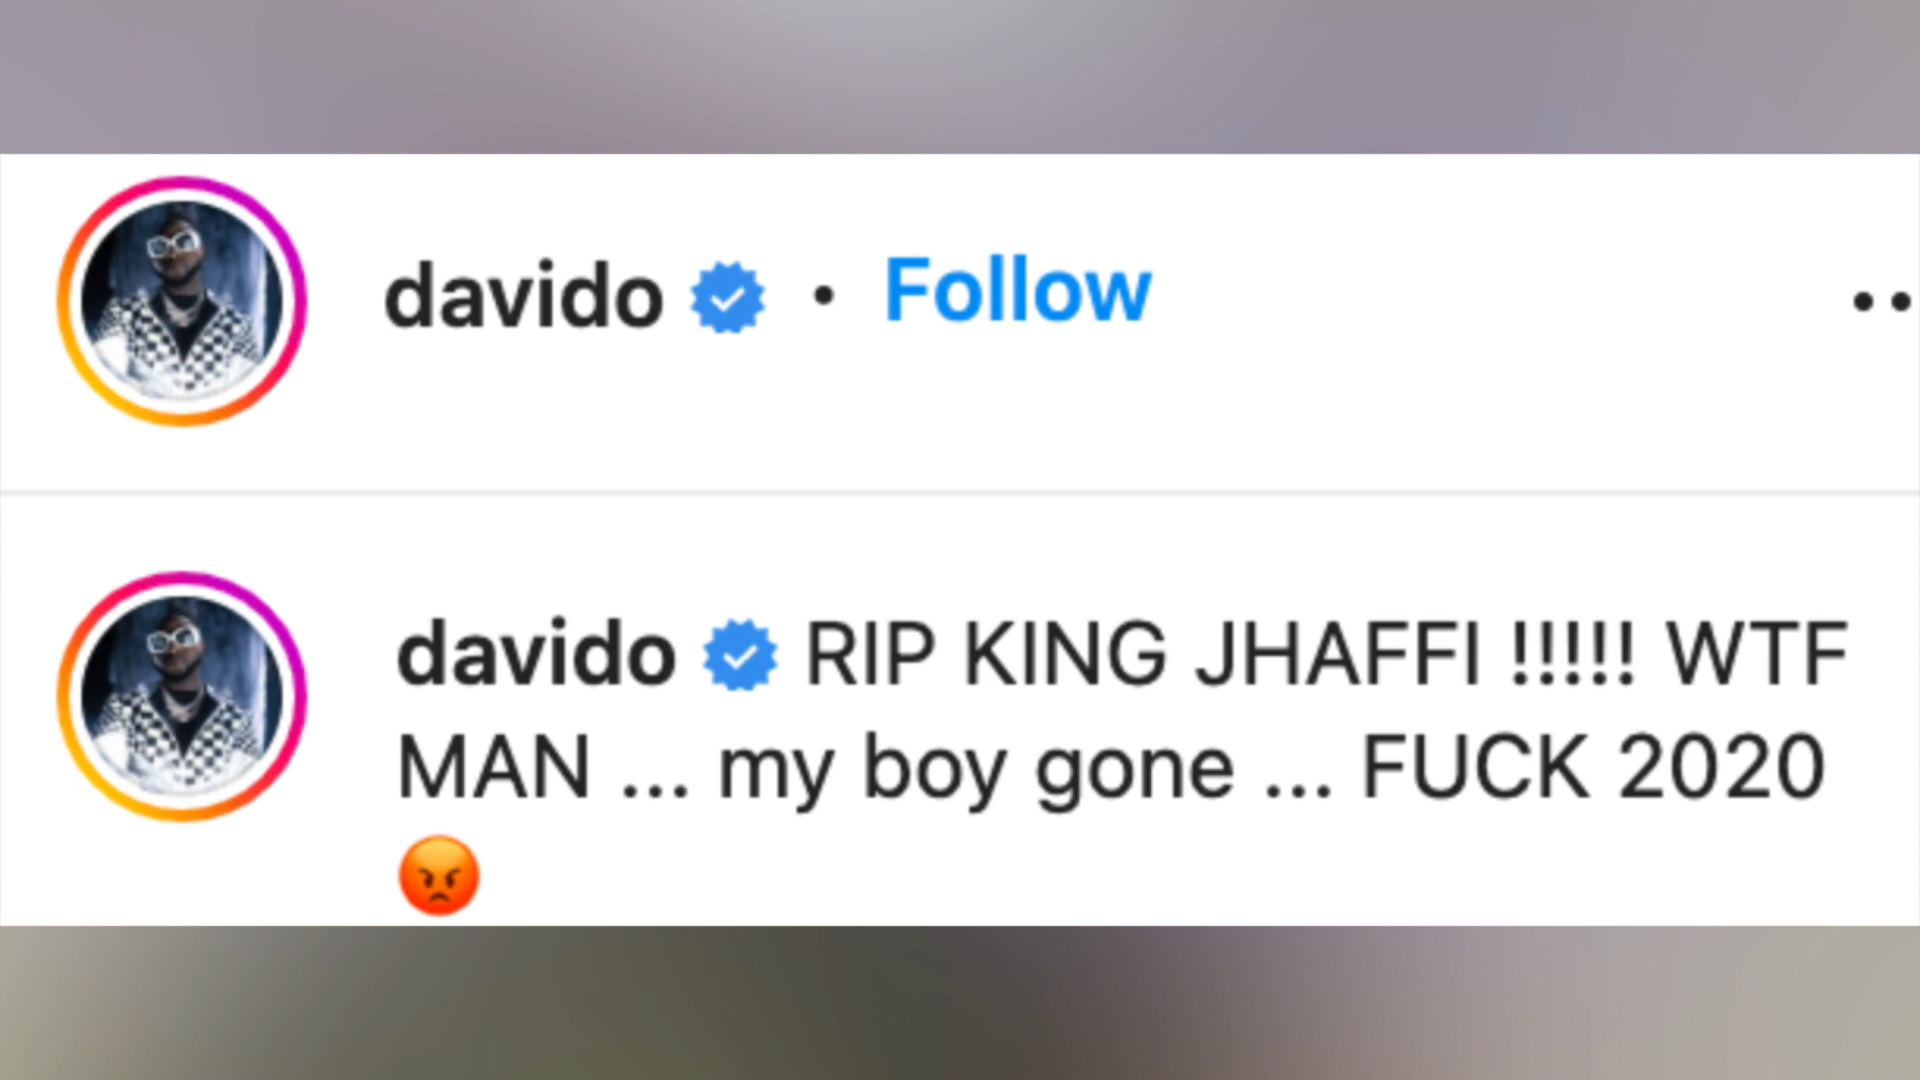 davido • Follow
davido RIP KING JHAFFI !!!!! WTF
MAN ... my boy gone ... FUCK 2020
😡